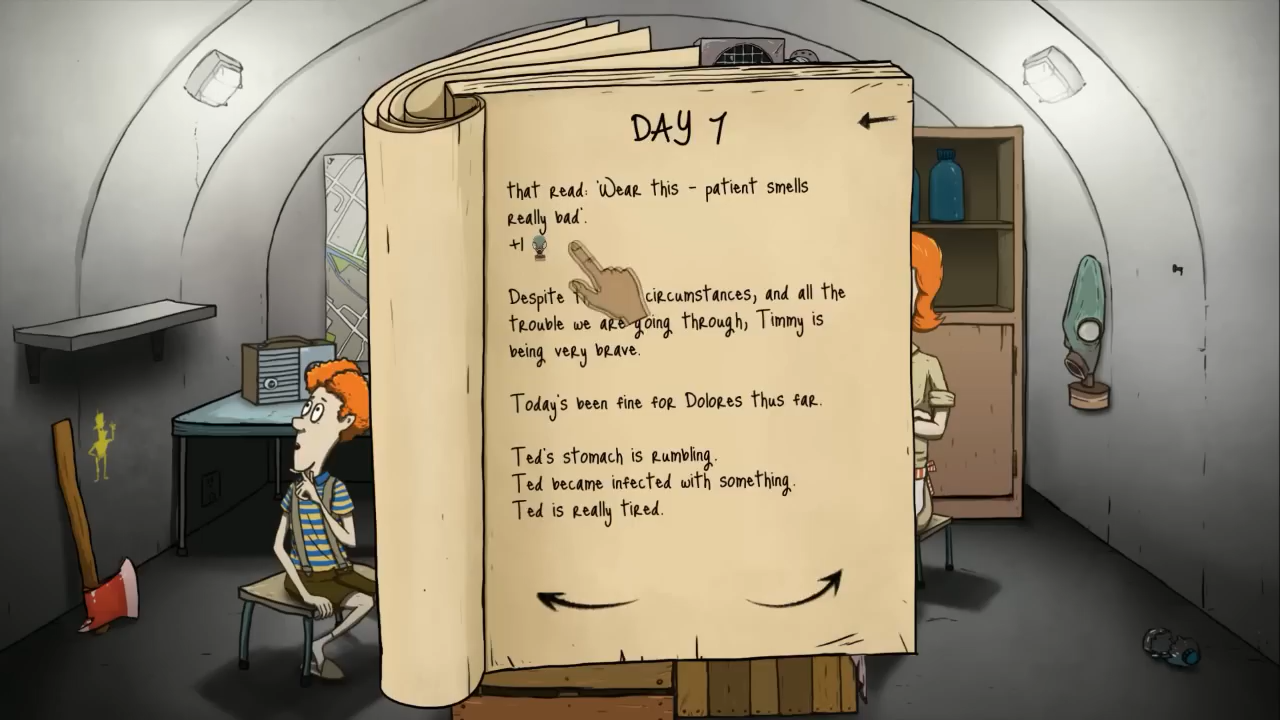 DAY 7
that read: 'Wear this - patient smells
really bad'.
+1
Despite circumstances, and all the
trouble we are going through, Timmy is
being very brave.
Today's been fine for Dolores thus far.
Ted's stomach is rumbling.
Ted became infected with something.
Ted is really tired.